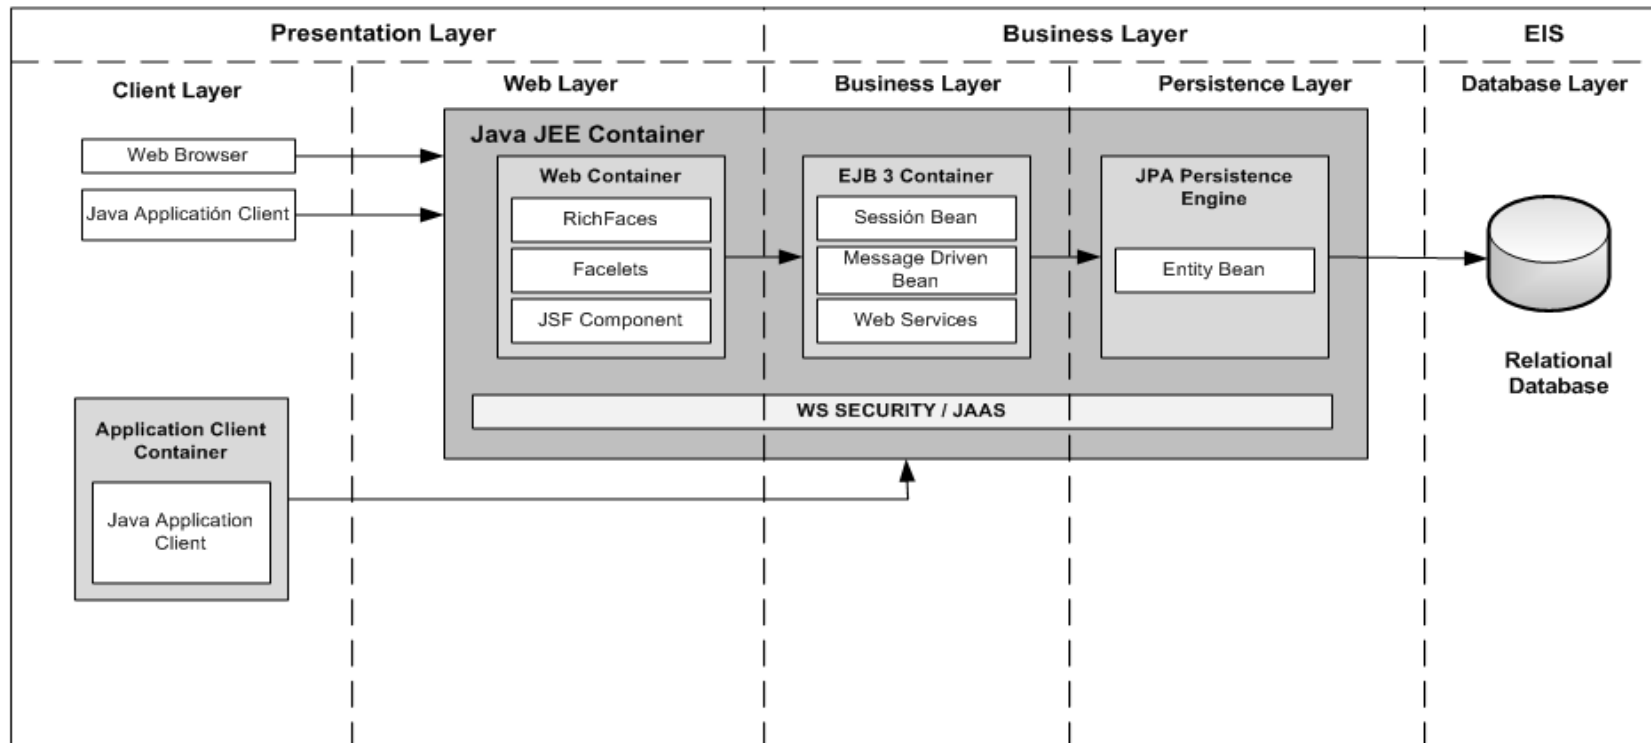 Presentation Layer
Business Layer
EIS
Client Layer
Web Layer
Business Layer
Persistence Layer
Database Layer
Java JEE Container
Web Browser
Java Applicatión Client
Web Container
RichFaces
Facelets
JSF Component
EJB 3 Container
Sessión Bean
Message Driven
Bean
Web Services
JPA Persistence
Engine
Entity Bean
Relational
Database
WS SECURITY / JAAS
Application Client
Container
Java Application
Client